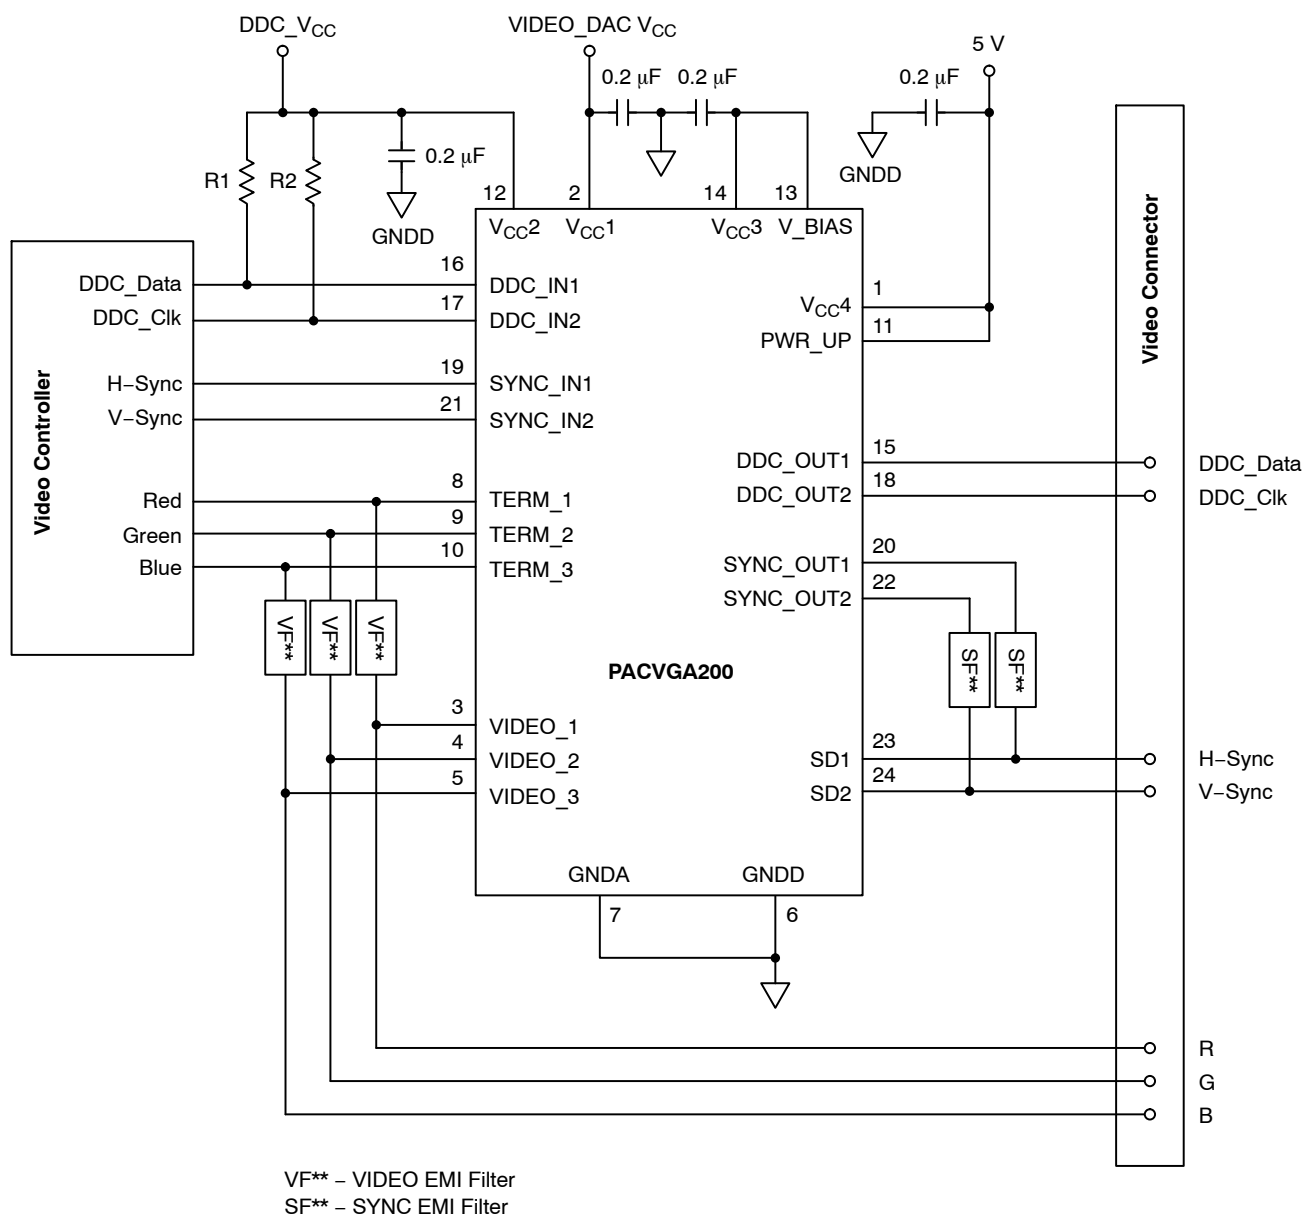 DDC_VCC
VIDEO_DAC VCC
5 V
0.2 μF
0.2 μF
0.2 μF
R1
R2
0.2 μF
GNDD
GNDD
12
2
14
13
VCC2
VCC1
VCC3
V_BIAS
Video Controller
DDC_Data
DDC_Clk
H–Sync
V–Sync
Red
Green
Blue
16
DDC_IN1
17
DDC_IN2
19
SYNC_IN1
21
SYNC_IN2
8
TERM_1
9
TERM_2
10
TERM_3
VF**
VF**
VF**
3
VIDEO_1
4
VIDEO_2
5
VIDEO_3
PACVGA200
VCC4
1
PWR_UP
11
DDC_OUT1
15
DDC_OUT2
18
SYNC_OUT1
20
SYNC_OUT2
22
SF**
SF**
SD1
23
SD2
24
GNDA
GNDD
7
6
Video Connector
DDC_Data
DDC_Clk
H–Sync
V–Sync
R
G
B
VF** – VIDEO EMI Filter
SF** – SYNC EMI Filter